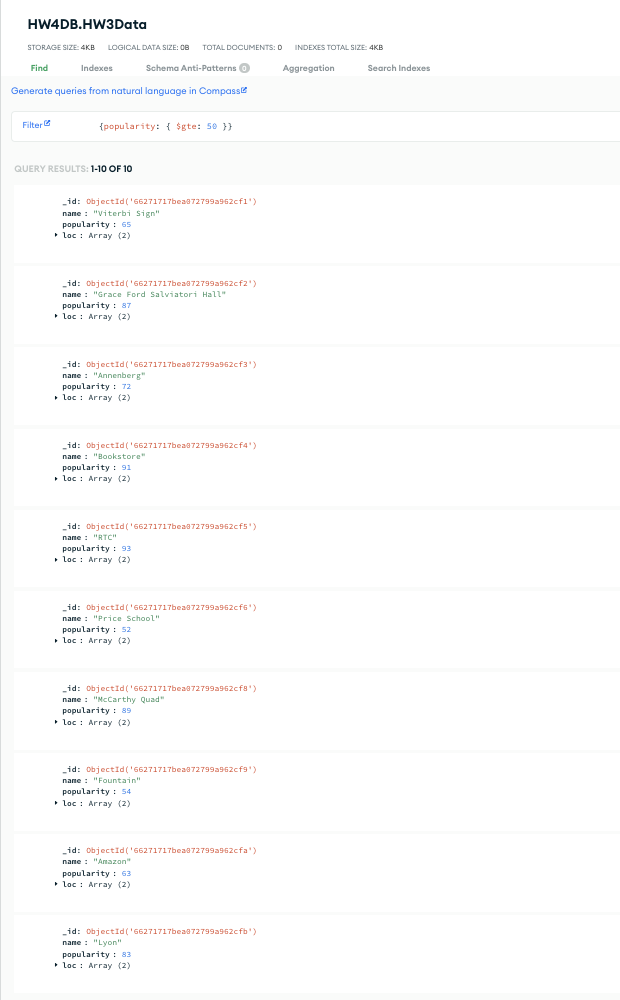 HW4DB.HW3Data
STORAGE SIZE: 4KB LOGICAL DATA SIZE: 0B TOTAL DOCUMENTS: 0 INDEXES TOTAL SIZE: 4KB
Find Indexes Schema Anti-Patterns 0 Aggregation Search Indexes
Generate queries from natural language in Compass
Filter {popularity: { $gte: 50 }}
QUERY RESULTS: 1-10 OF 10
_id: ObjectId('66271717bea072799a962cf1')
name : "Viterbi Sign"
popularity : 65
loc : Array (2)
_id: ObjectId('66271717bea072799a962cf2')
name : "Grace Ford Salviatori Hall"
popularity : 87
loc : Array (2)
_id: ObjectId('66271717bea072799a962cf3')
name : "Annenberg"
popularity : 72
loc : Array (2)
_id: ObjectId('66271717bea072799a962cf4')
name : "Bookstore"
popularity : 91
loc : Array (2)
_id: ObjectId('66271717bea072799a962cf5')
name : "RTC"
popularity : 93
loc : Array (2)
_id: ObjectId('66271717bea072799a962cf6')
name : "Price School"
popularity : 52
loc : Array (2)
_id: ObjectId('66271717bea072799a962cf8')
name : "McCarthy Quad"
popularity : 89
loc : Array (2)
_id: ObjectId('66271717bea072799a962cf9')
name : "Fountain"
popularity : 54
loc : Array (2)
_id: ObjectId('66271717bea072799a962cfa')
name : "Amazon"
popularity : 63
loc : Array (2)
_id: ObjectId('66271717bea072799a962cfb')
name : "Lyon"
popularity : 83
loc : Array (2)